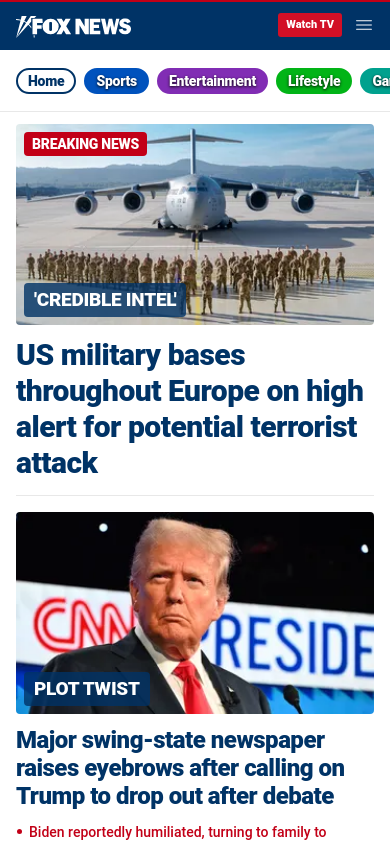 FOX NEWS
Watch TV
Home
Sports
Entertainment
Lifestyle
BREAKING NEWS
'CREDIBLE INTEL'
US military bases
throughout Europe on high
alert for potential terrorist
attack
CNN
PRESIDE
PLOT TWIST
Major swing-state newspaper
raises eyebrows after calling on
Trump to drop out after debate
• Biden reportedly humiliated, turning to family to